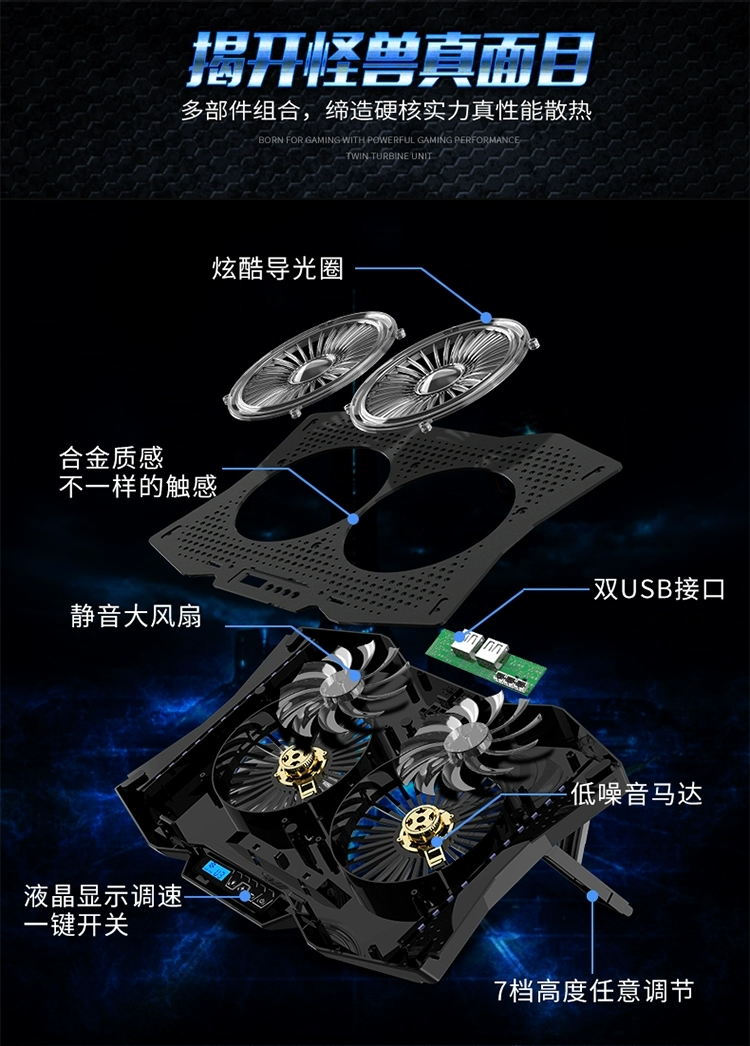 揭开怪兽真面目
多部件组合，缔造硬核实力真性能散热
BORN FOR GAMING WITH POWERFUL GAMING PERFORMANCE
TWIN TURBINE UNIT
炫酷导光圈
合金质感
不一样的触感
双USB接口
静音大风扇
低噪音马达
液晶显示调速
一键开关
7档高度任意调节